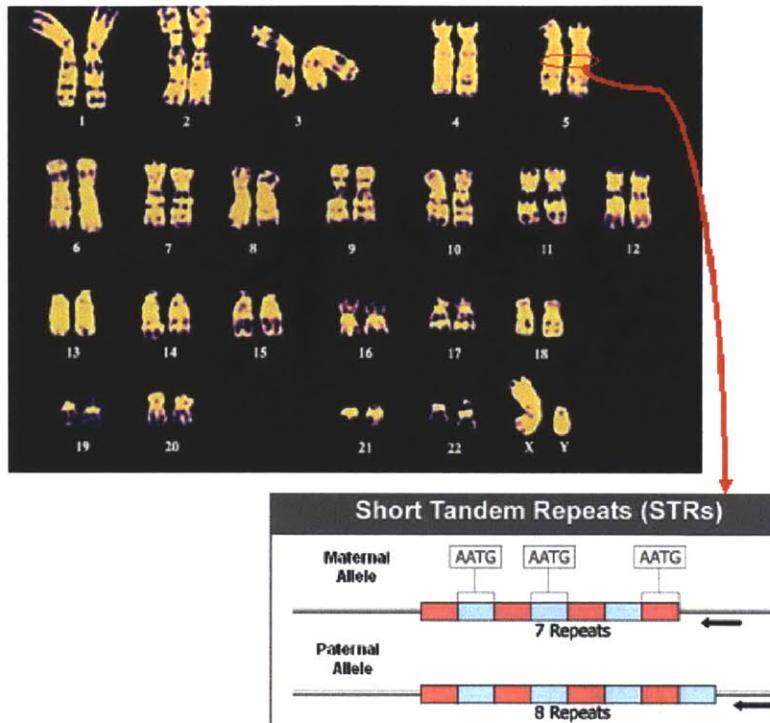 1 2 3 4 5
6 7 8 9 10 11 12
13 14 15 16 17 18
19 20 21 22 X Y
Short Tandem Repeats (STRs)
Maternal
Allele
AATG AATG AATG
7 Repeats
Paternal
Allele
8 Repeats